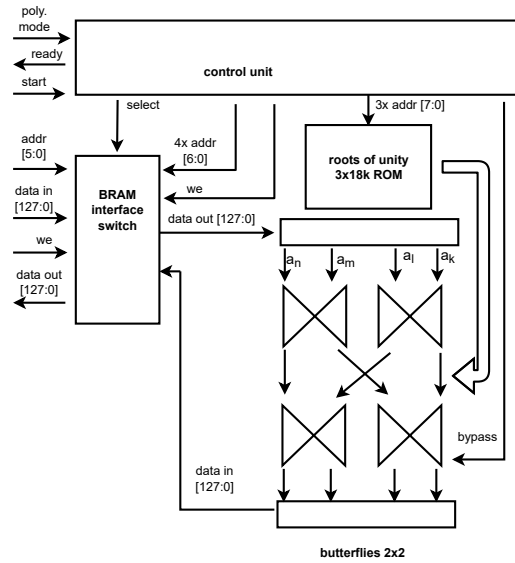 poly.
mode
ready
start
control unit
select
3x addr [7:0]
addr
[5:0]
4x addr
[6:0]
roots of unity
3x18k ROM
data in
[127:0]
BRAM
interface
switch
we
data out [127:0]
we
data out
[127:0]
an
am
al
ak
bypass
data in
[127:0]
butterflies 2x2